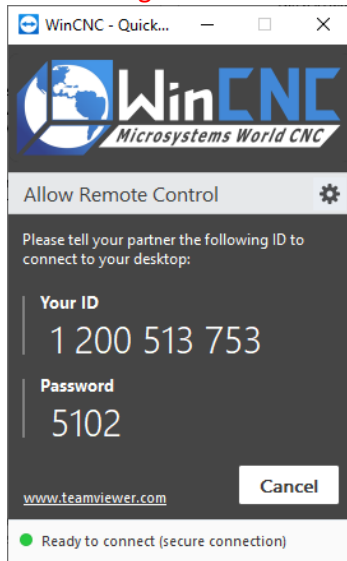 WinCNC - Quick...
WinCNC
Microsystems World CNC
Allow Remote Control
Please tell your partner the following ID to
connect to your desktop:
Your ID
1 200 513 753
Password
5102
www.teamviewer.com
Cancel
Ready to connect (secure connection)